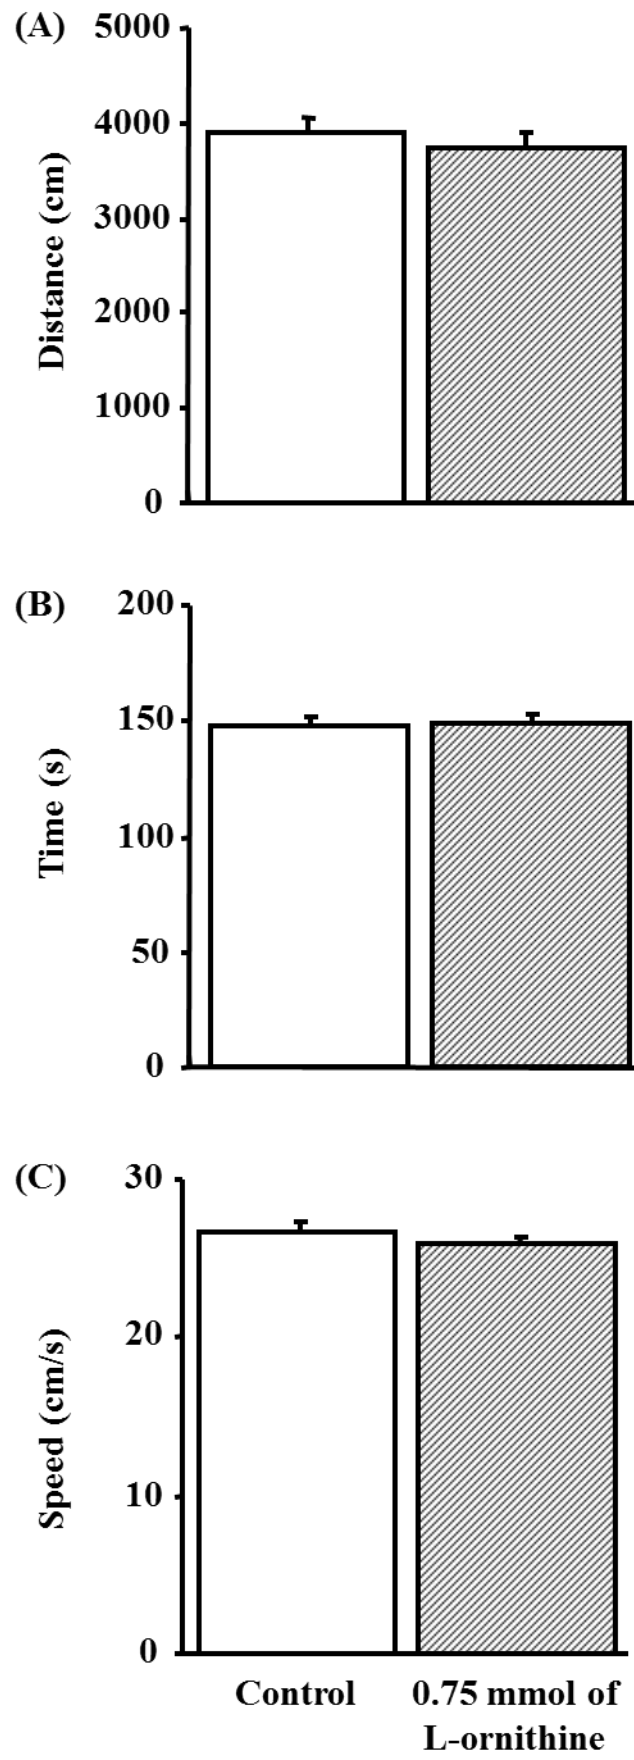 (A)
5000
4000
3000
2000
1000
0
Distance (cm)
(B)
200
150
100
50
0
Time (s)
(C)
30
20
10
0
Speed (cm/s)
Control
0.75 mmol of
L-ornithine